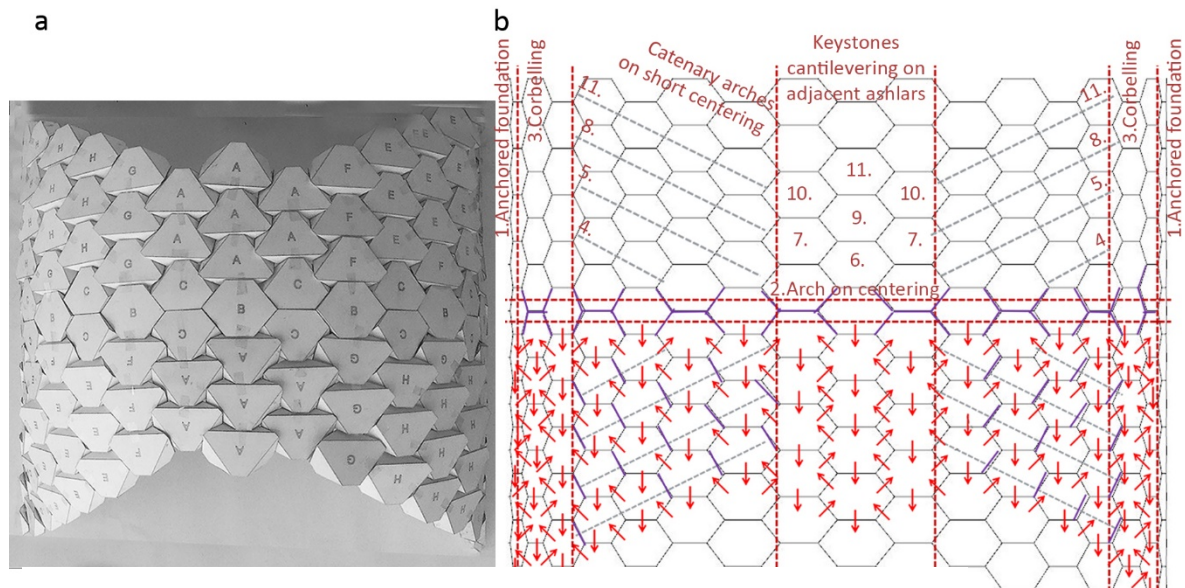 a
E E
H H G A F E
A A
H G A F E E
A A
H G A F E E
C C C C
B B B B B
C C C C
F A G
E A A H
F A G
E A A H
A G
E H
b
1.Anchored foundation
3.Corbelling
Catenary arches
on short centering
Keystones
cantilevering on
adjacent ashlars
3.Corbelling
1.Anchored foundation
11.
8.
5.
4.
11.
10.
10.
9.
7.
7.
6.
11.
8.
5.
4.
2.Arch on centering